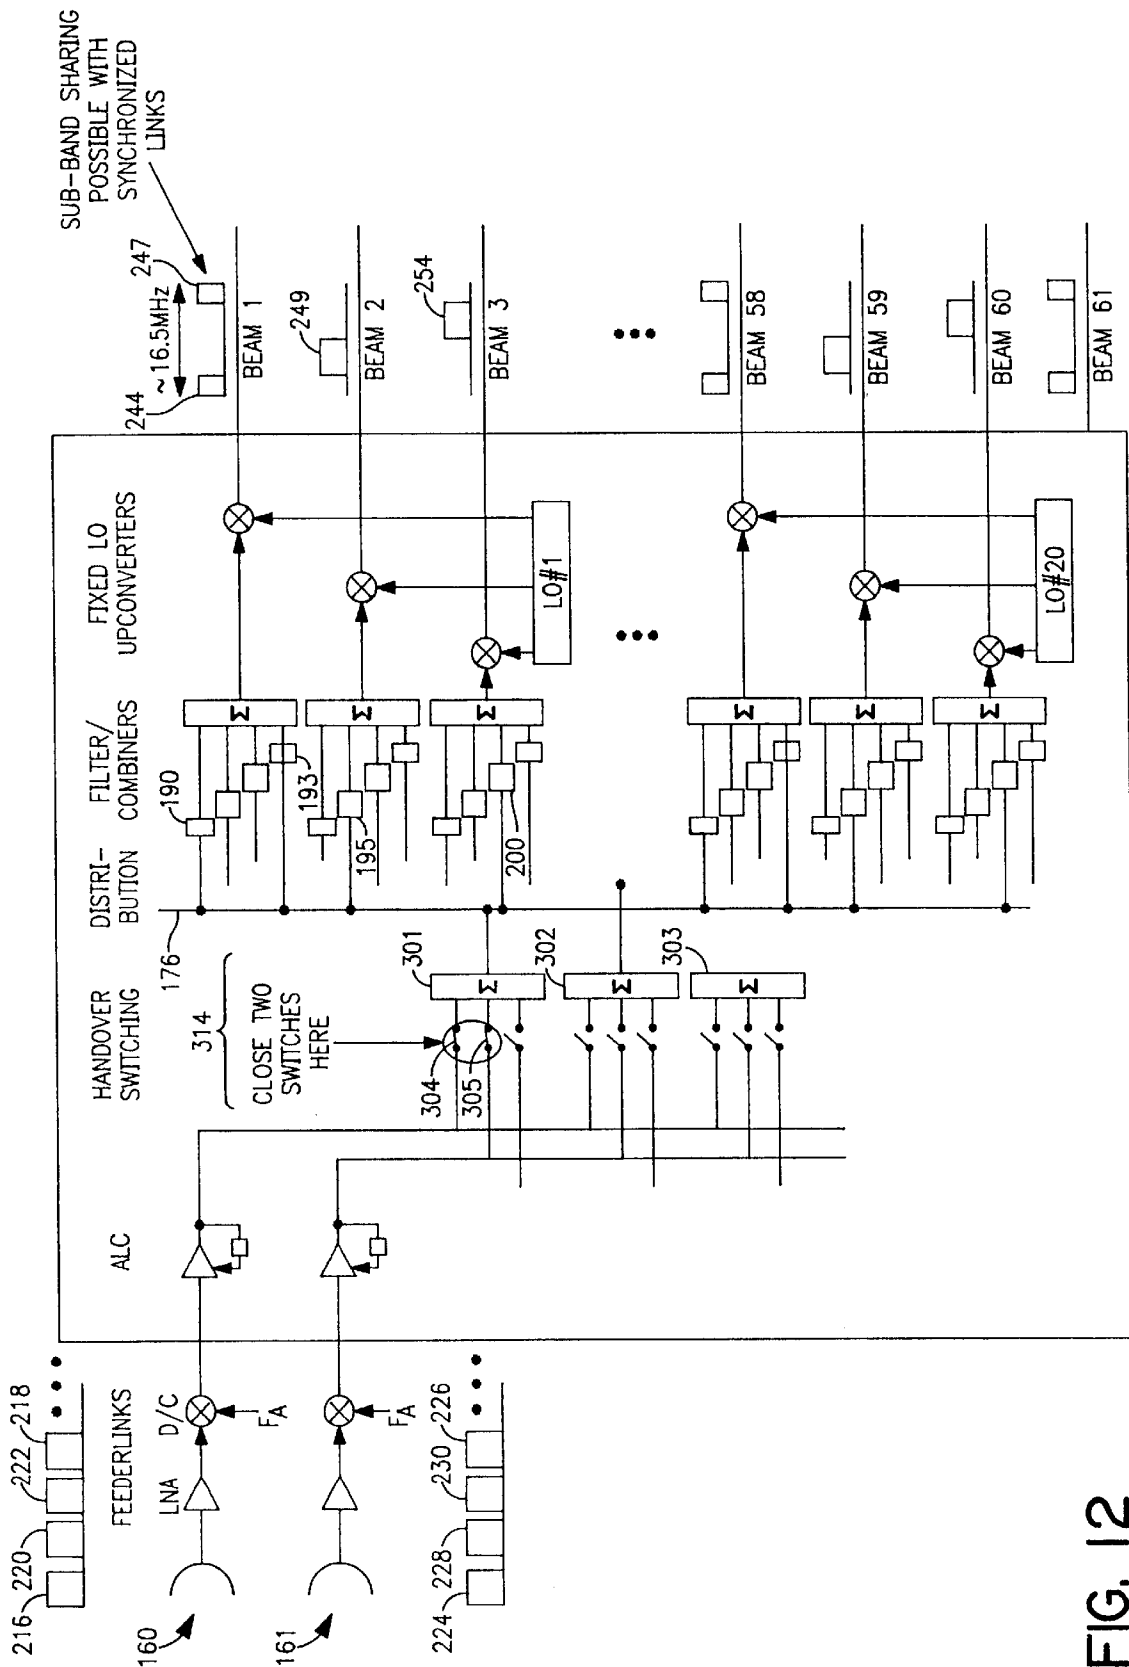 SUB-BAND SHARING
POSSIBLE WITH
SYNCHRONIZED
LINKS
216 220 222 218
FEEDERLINKS
LNA D/C
FA
160
161
FA
224 228 230 226
ALC
HANDOVER
SWITCHING
314
CLOSE TWO
SWITCHES
HERE
304
305
301
Σ
302
Σ
303
Σ
DISTRI-
BUTION
176
FILTER/
COMBINERS
190
193
195
200
Σ
Σ
Σ
Σ
Σ
Σ
FIXED LO
UPCONVERTERS
LO#1
LO#20
244 ~16.5MHz 247
BEAM 1
249
BEAM 2
254
BEAM 3
BEAM 58
BEAM 59
BEAM 60
BEAM 61
FIG. 12